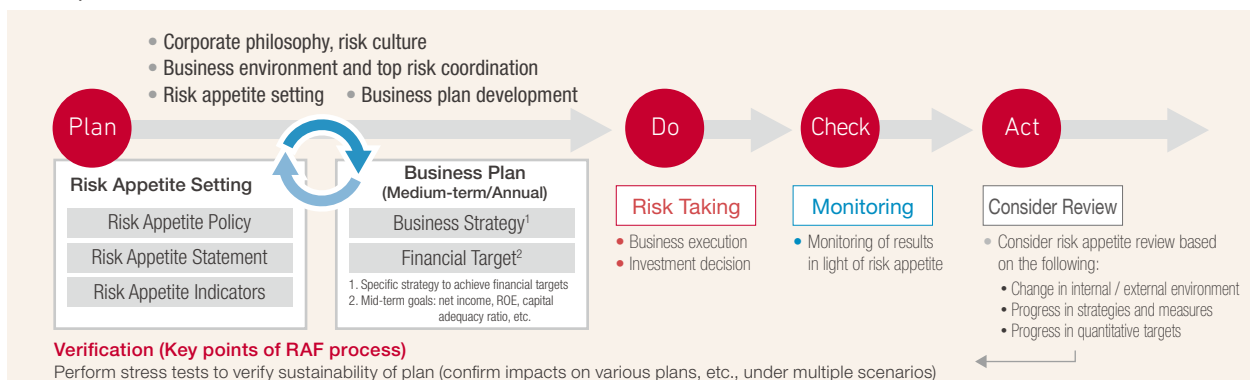 • Corporate philosophy, risk culture
• Business environment and top risk coordination
• Risk appetite setting • Business plan development
Plan
Do
Check
Act
Risk Appetite Setting
Risk Appetite Policy
Risk Appetite Statement
Risk Appetite Indicators
Business Plan
(Medium-term/Annual)
Business Strategy¹
Financial Target²
1. Specific strategy to achieve financial targets
2. Mid-term goals: net income, ROE, capital
adequacy ratio, etc.
Risk Taking
• Business execution
• Investment decision
Monitoring
• Monitoring of results
in light of risk appetite
Consider Review
• Consider risk appetite review based
on the following:
• Change in internal / external environment
• Progress in strategies and measures
• Progress in quantitative targets
Verification (Key points of RAF process)
Perform stress tests to verify sustainability of plan (confirm impacts on various plans, etc., under multiple scenarios)